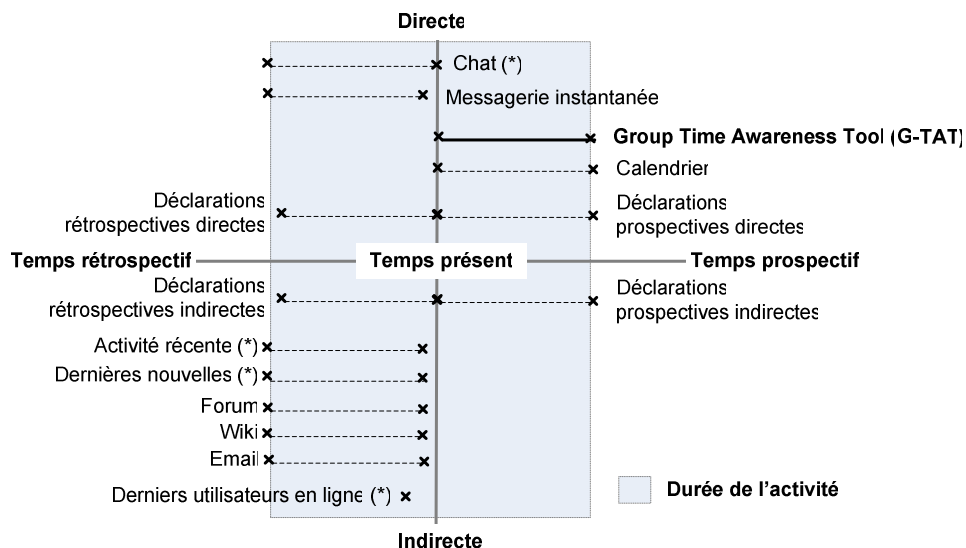 Directe
Chat (*)
Messagerie instantanée
Group Time Awareness Tool (G-TAT)
Calendrier
Déclarations
rétrospectives directes
Déclarations
prospectives directes
Temps rétrospectif
Temps présent
Temps prospectif
Déclarations
rétrospectives indirectes
Déclarations
prospectives indirectes
Activité récente (*)
Dernières nouvelles (*)
Forum
Wiki
Email
Derniers utilisateurs en ligne (*)
Durée de l’activité
Indirecte